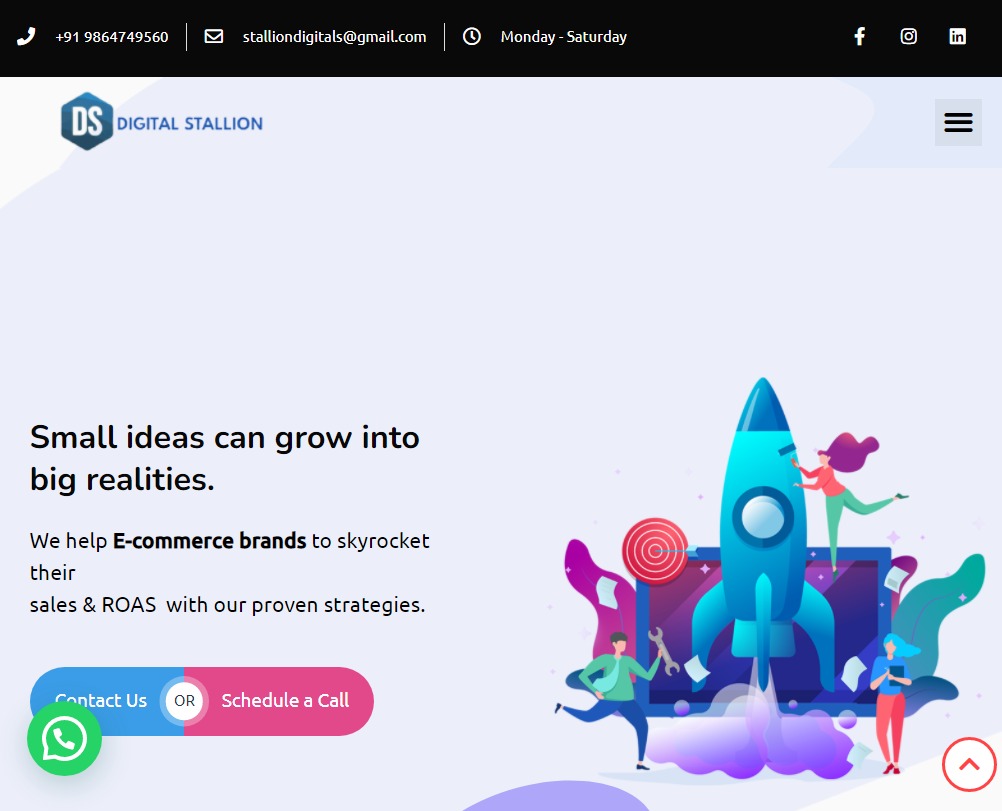 +91 9864749560
stalliondigitals@gmail.com
Monday - Saturday
DS DIGITAL STALLION
Small ideas can grow into
big realities.
We help E-commerce brands to skyrocket
their
sales & ROAS with our proven strategies.
Contact Us OR Schedule a Call